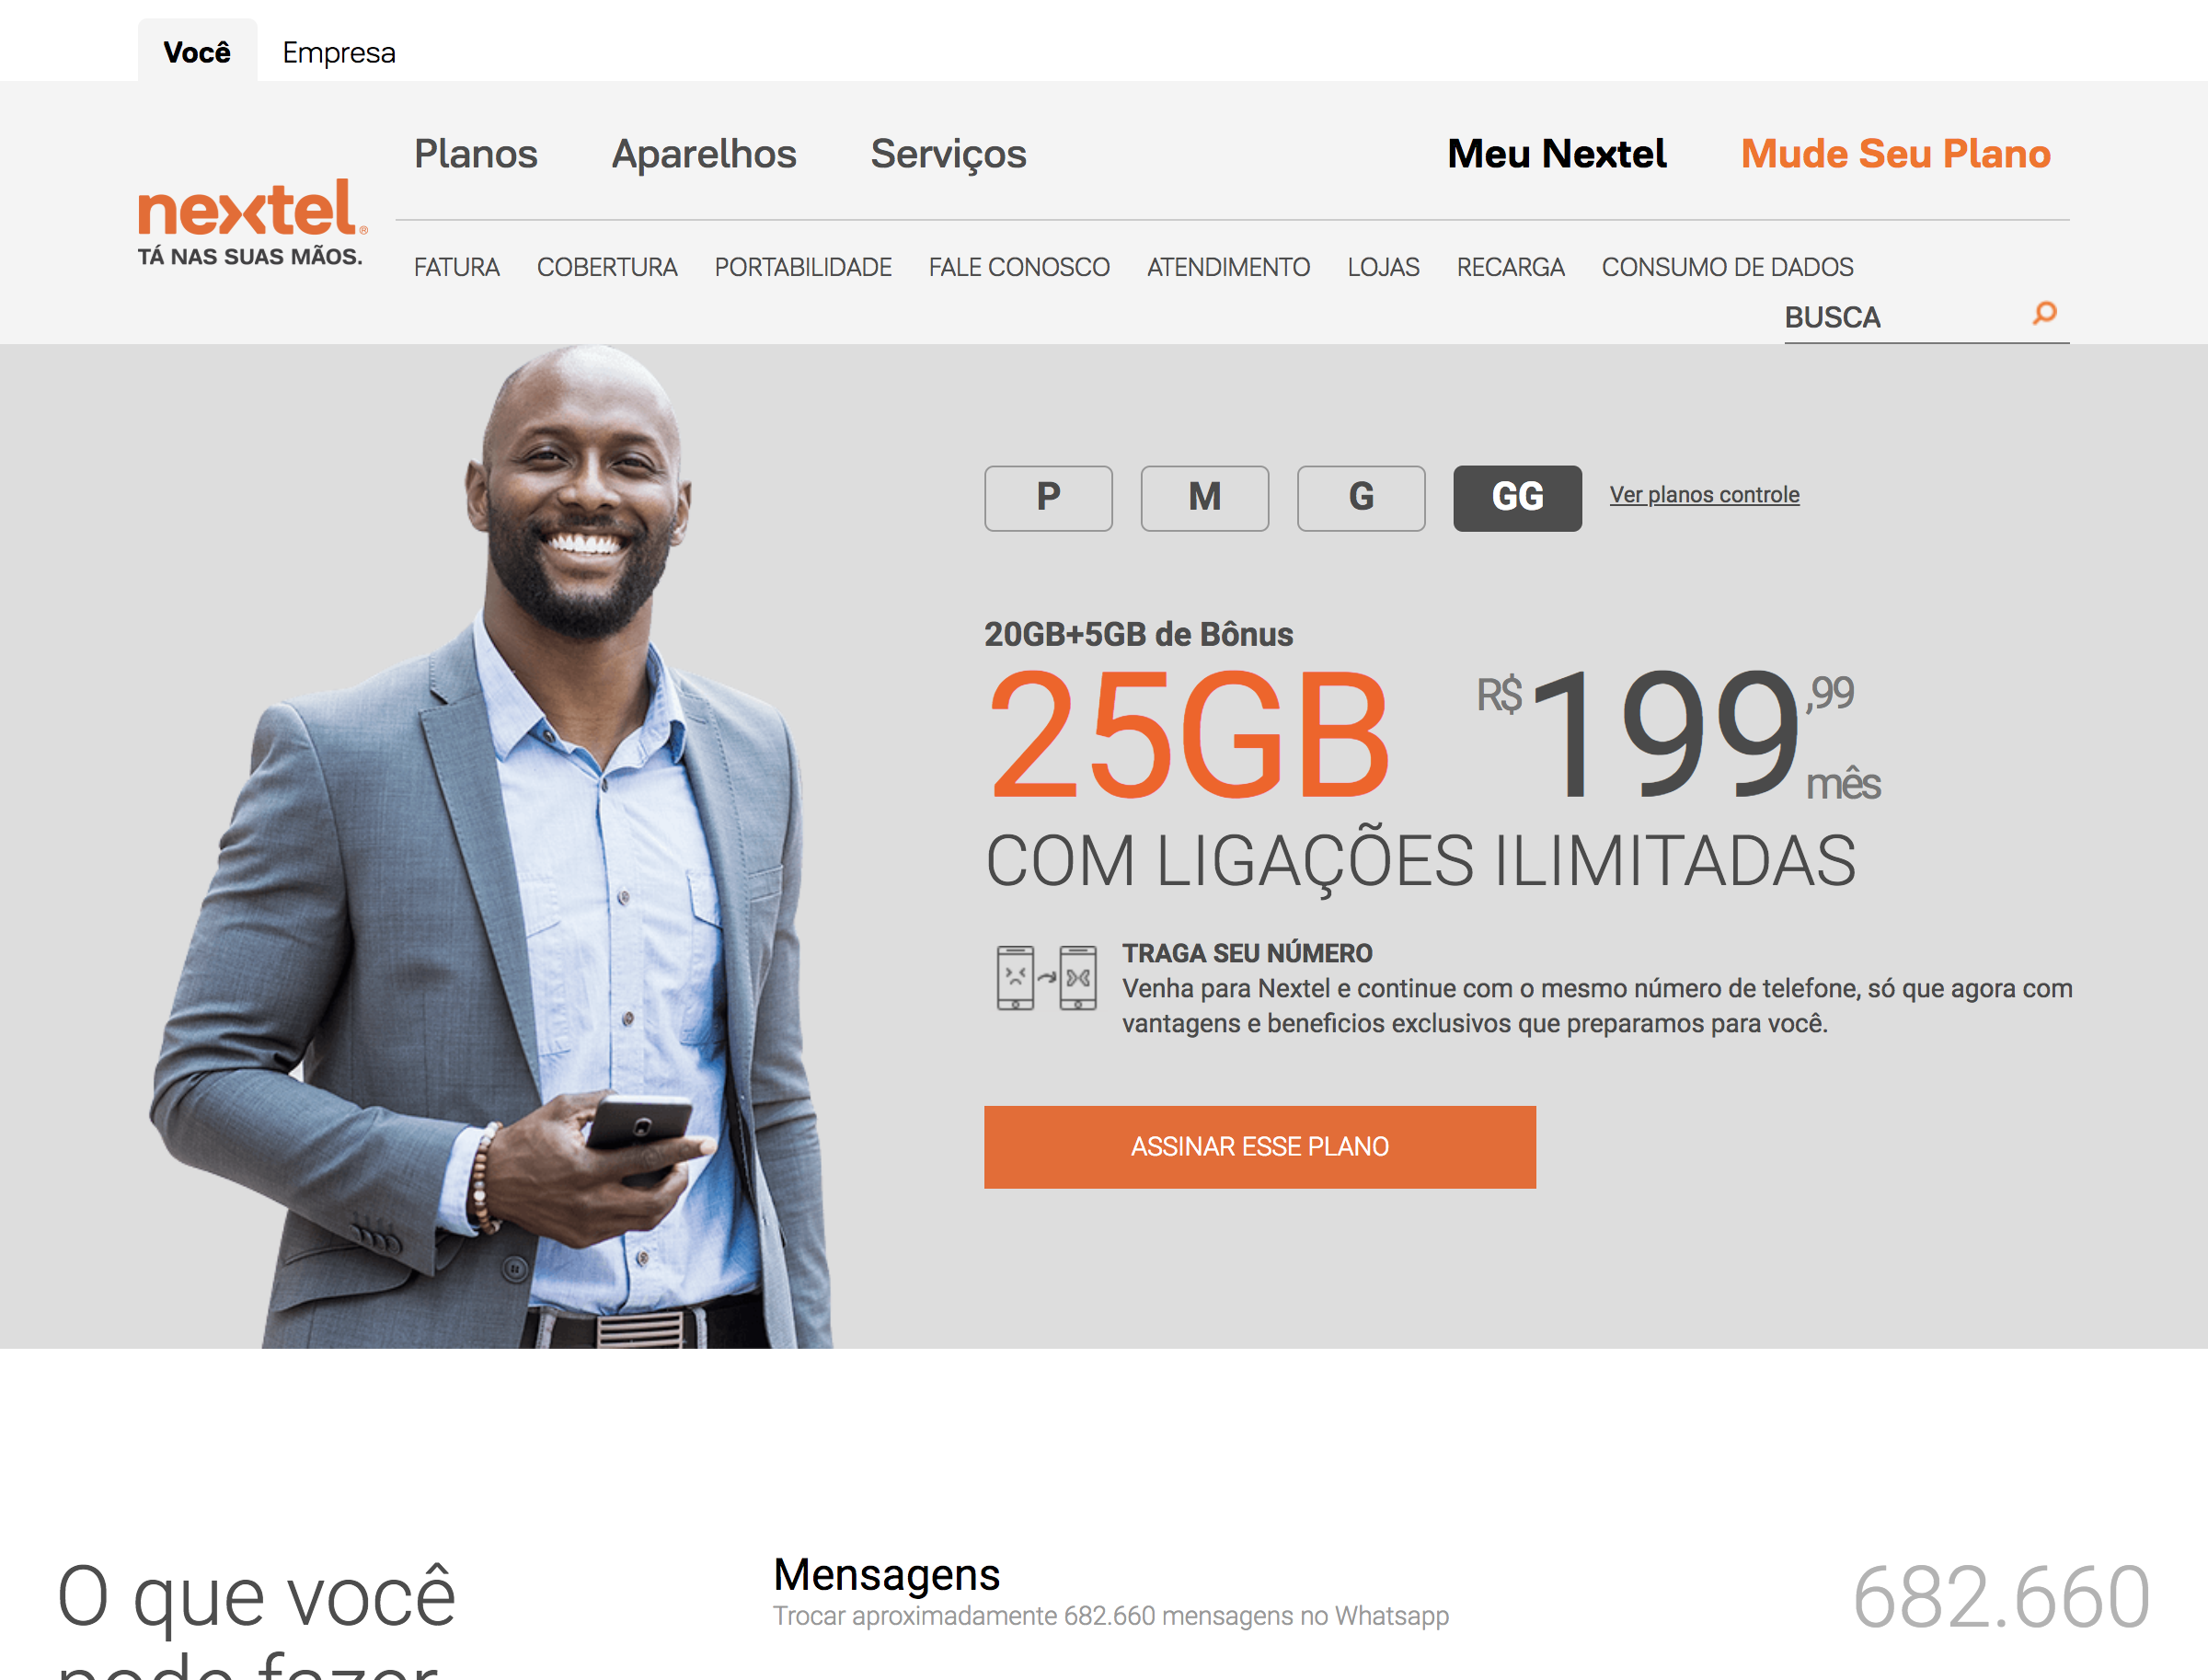 Você Empresa
Planos Aparelhos Serviços Meu Nextel Mude Seu Plano
nextel®
TÁ NAS SUAS MÃOS.
FATURA COBERTURA PORTABILIDADE FALE CONOSCO ATENDIMENTO LOJAS RECARGA CONSUMO DE DADOS
BUSCA
P M G GG Ver planos controle
20GB+5GB de Bônus
25GB R$199,99 mês
COM LIGAÇÕES ILIMITADAS
TRAGA SEU NÚMERO
Venha para Nextel e continue com o mesmo número de telefone, só que agora com
vantagens e beneficios exclusivos que preparamos para você.
ASSINAR ESSE PLANO
O que você
pode fazer
Mensagens
Trocar aproximadamente 682.660 mensagens no Whatsapp
682.660